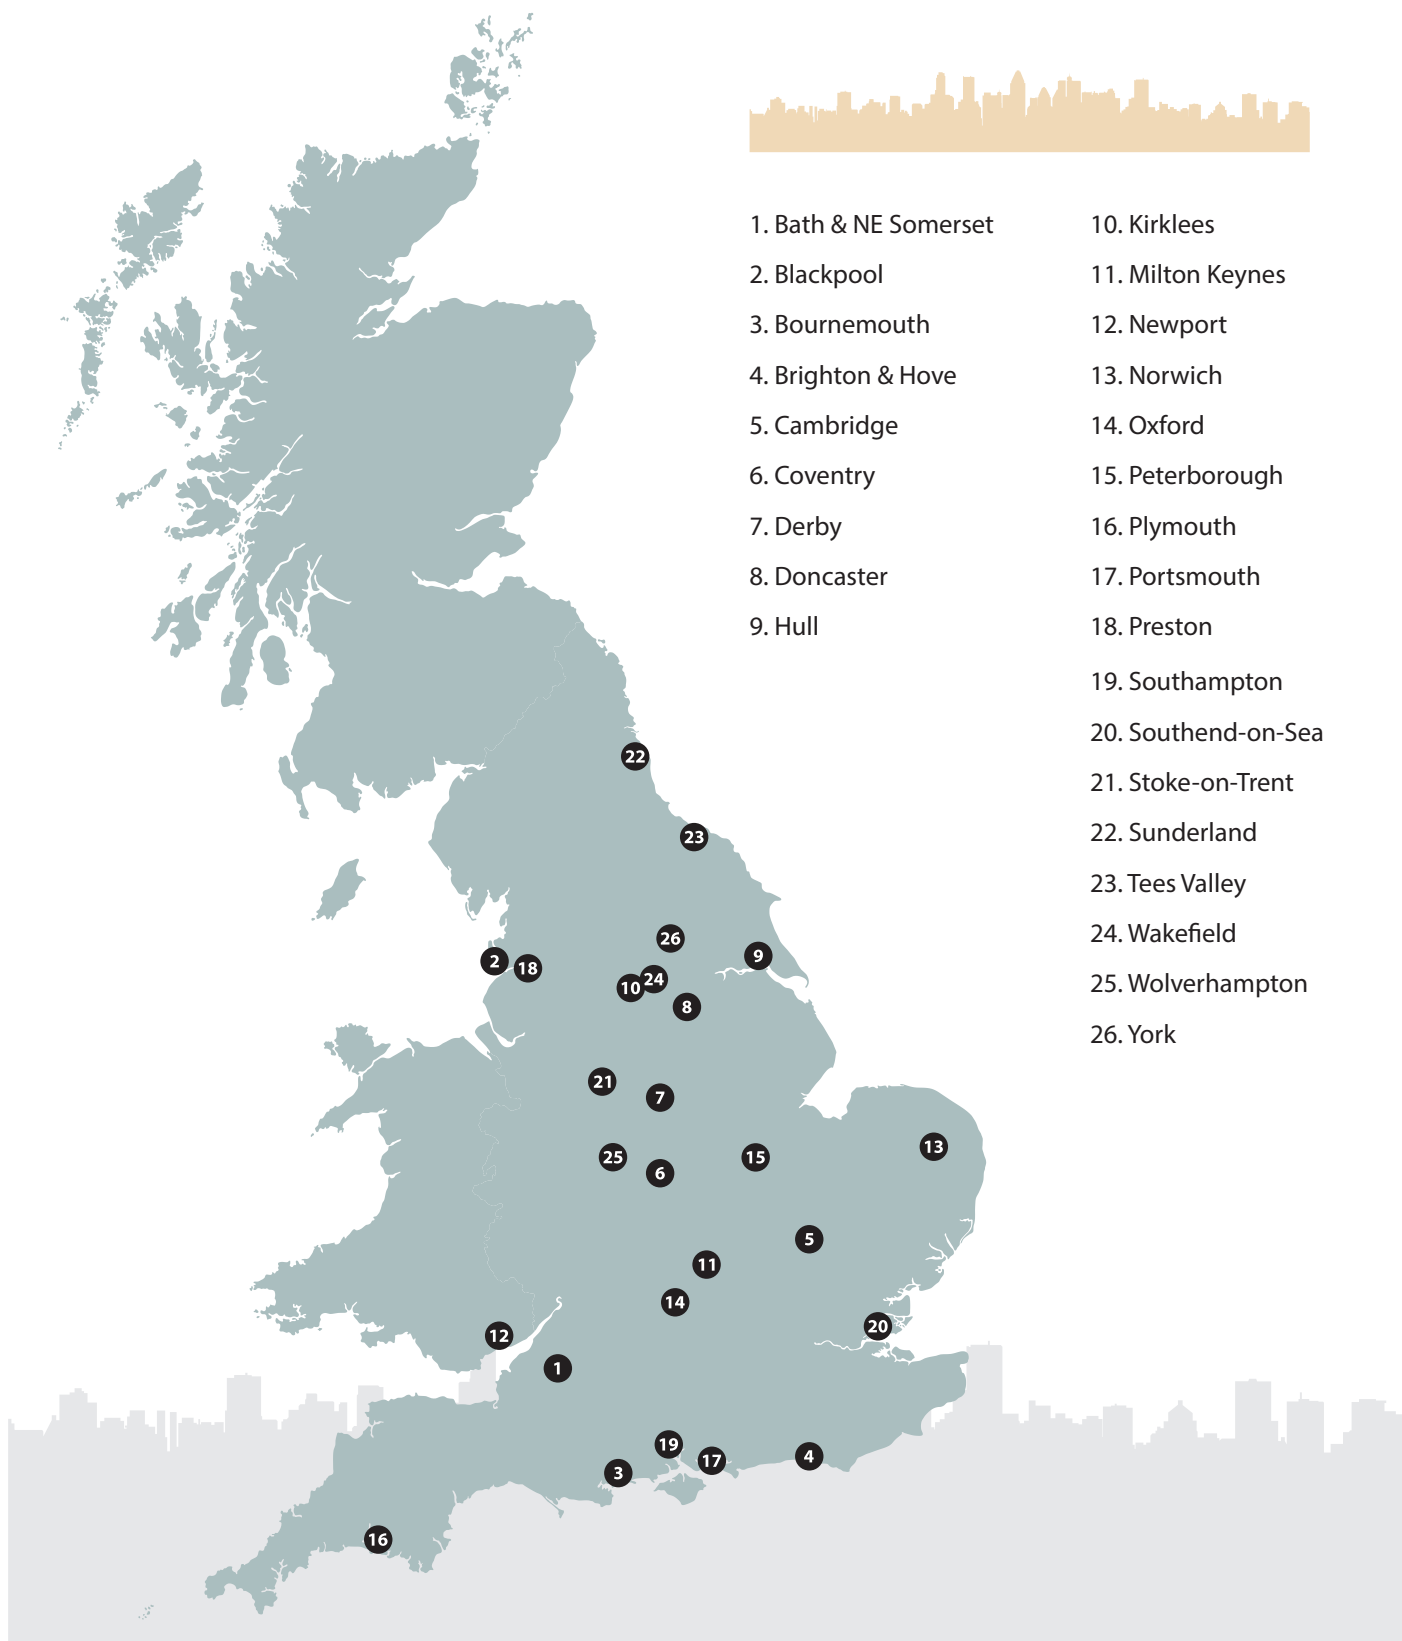 1. Bath & NE Somerset
2. Blackpool
3. Bournemouth
4. Brighton & Hove
5. Cambridge
6. Coventry
7. Derby
8. Doncaster
9. Hull
10. Kirklees
11. Milton Keynes
12. Newport
13. Norwich
14. Oxford
15. Peterborough
16. Plymouth
17. Portsmouth
18. Preston
19. Southampton
20. Southend-on-Sea
21. Stoke-on-Trent
22. Sunderland
23. Tees Valley
24. Wakefield
25. Wolverhampton
26. York
22
23
26
9
2
18
24
10
8
21
7
13
25
15
6
5
11
14
20
12
1
19
4
17
3
16